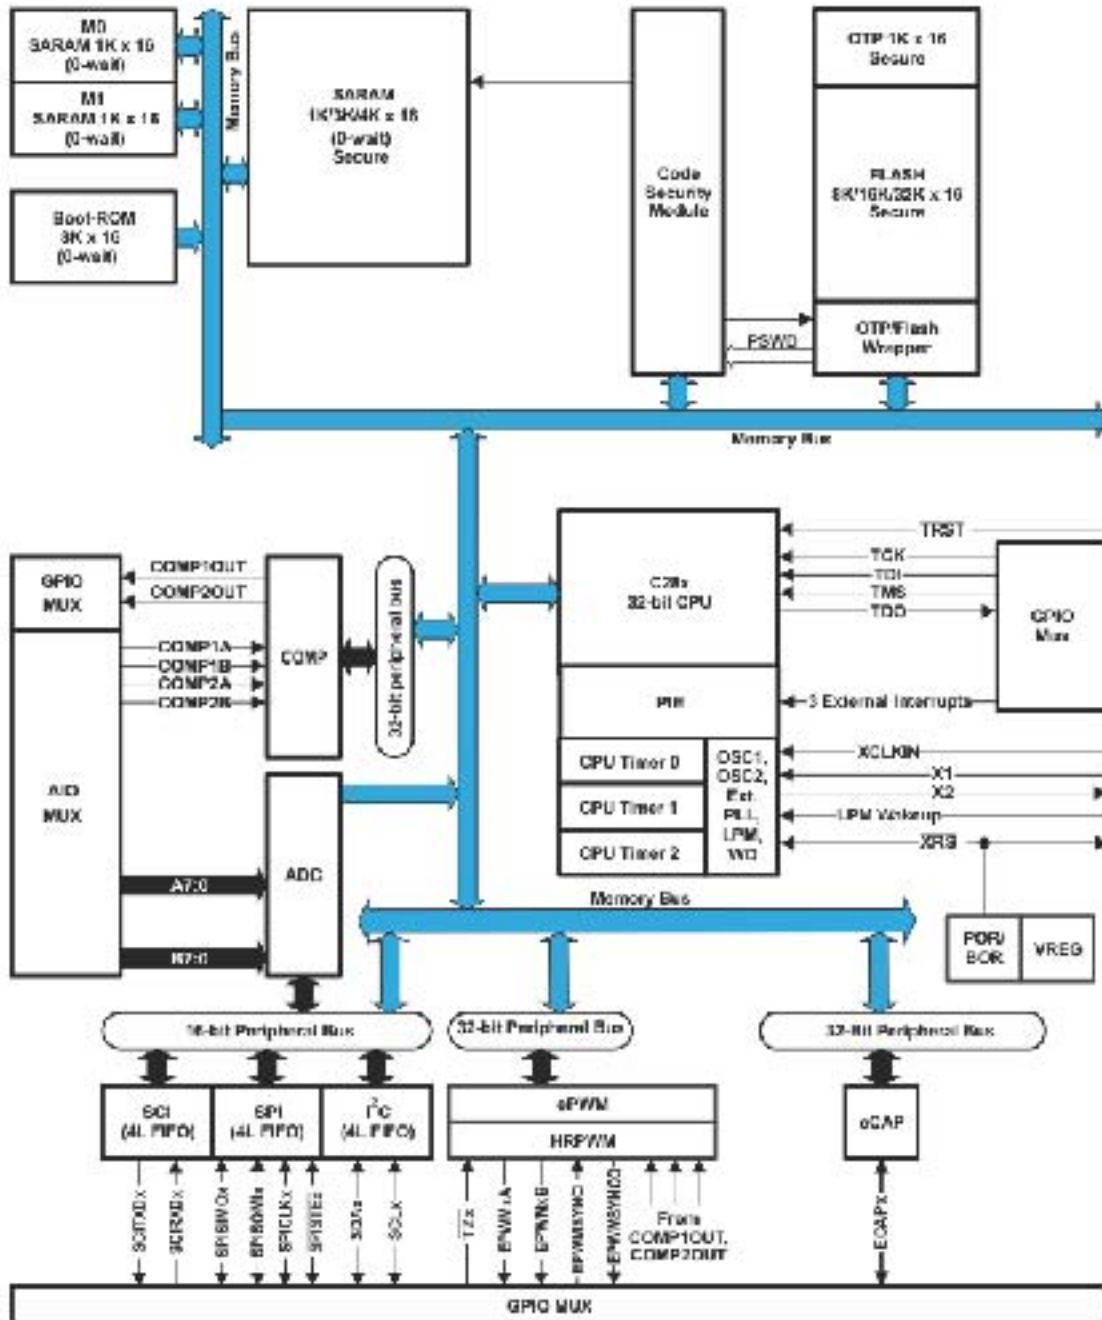 M0
SARAM 1K x 16
(0-wait)
M1
SARAM 1K x 16
(0-wait)
Boot-ROM
8K x 16
(0-wait)
Memory Bus
SARAM
1K/3K/4K x 16
(0-wait)
Secure
Code
Security
Module
OTP 1K x 16
Secure
FLASH
8K/16K/32K x 16
Secure
OTP/Flash
Wrapper
PSWD
Memory Bus
GPIO
MUX
COMP1OUT
COMP2OUT
AIO
MUX
COMP1A
COMP1B
COMP2A
COMP2B
COMP
32-bit peripheral bus
A7:0
B7:0
ADC
C28x
32-bit CPU
PIE
CPU Timer 0
CPU Timer 1
CPU Timer 2
OSC1,
OSC2,
Ext,
PLL,
LPM,
WD
TRST
TCK
TDI
TMS
TDO
GPIO
Mux
3 External Interrupts
XCLKIN
X1
X2
LPM Wakeup
XRS
POR/
BOR
VREG
Memory Bus
16-bit Peripheral Bus
32-bit Peripheral Bus
32-Bit Peripheral Bus
SCI
(4L FIFO)
SPI
(4L FIFO)
I2C
(4L FIFO)
ePWM
HRPWM
eCAP
SCITXDx
SCIRXDx
SPISIMOx
SPISOMIx
SPICLKx
SPISTEx
SDAx
SCLx
TZx
EPWMxA
EPWMxB
EPWMSYNCI
EPWMSYNCO
From
COMP1OUT,
COMP2OUT
ECAPx
GPIO MUX